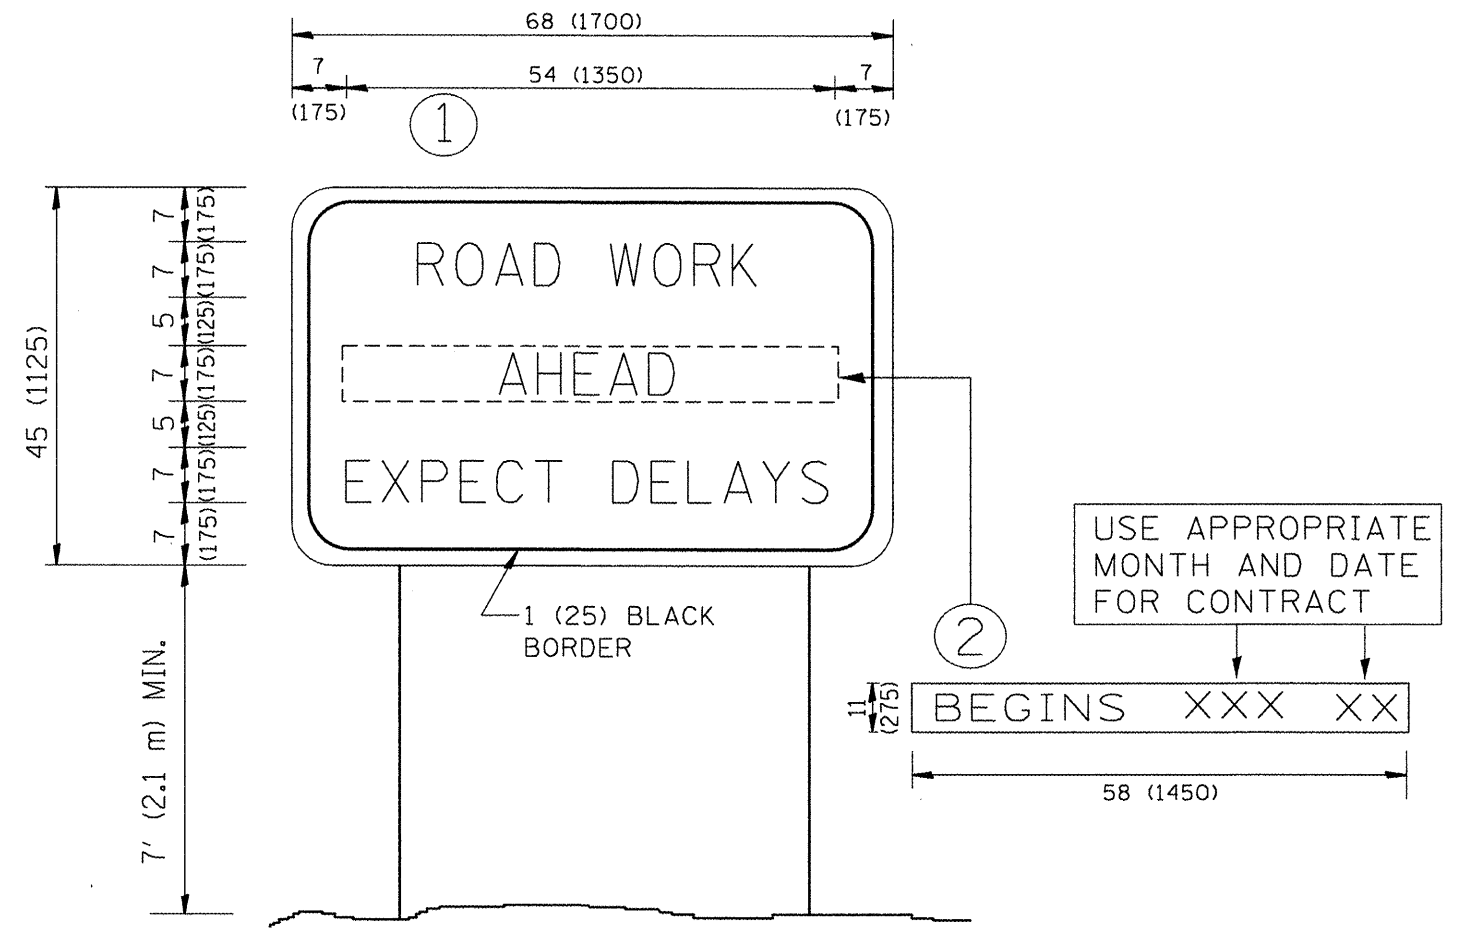 68 (1700)
7
54 (1350)
7
(175)
(175)
1
7
(175)
7
(175)
5
(125)
7
(175)
5
(125)
7
(175)
7
(175)
45 (1125)
ROAD WORK
AHEAD
EXPECT DELAYS
1 (25) BLACK
BORDER
7' (2.1 m) MIN.
USE APPROPRIATE
MONTH AND DATE
FOR CONTRACT
2
11
(275)
BEGINS XXX XX
58 (1450)